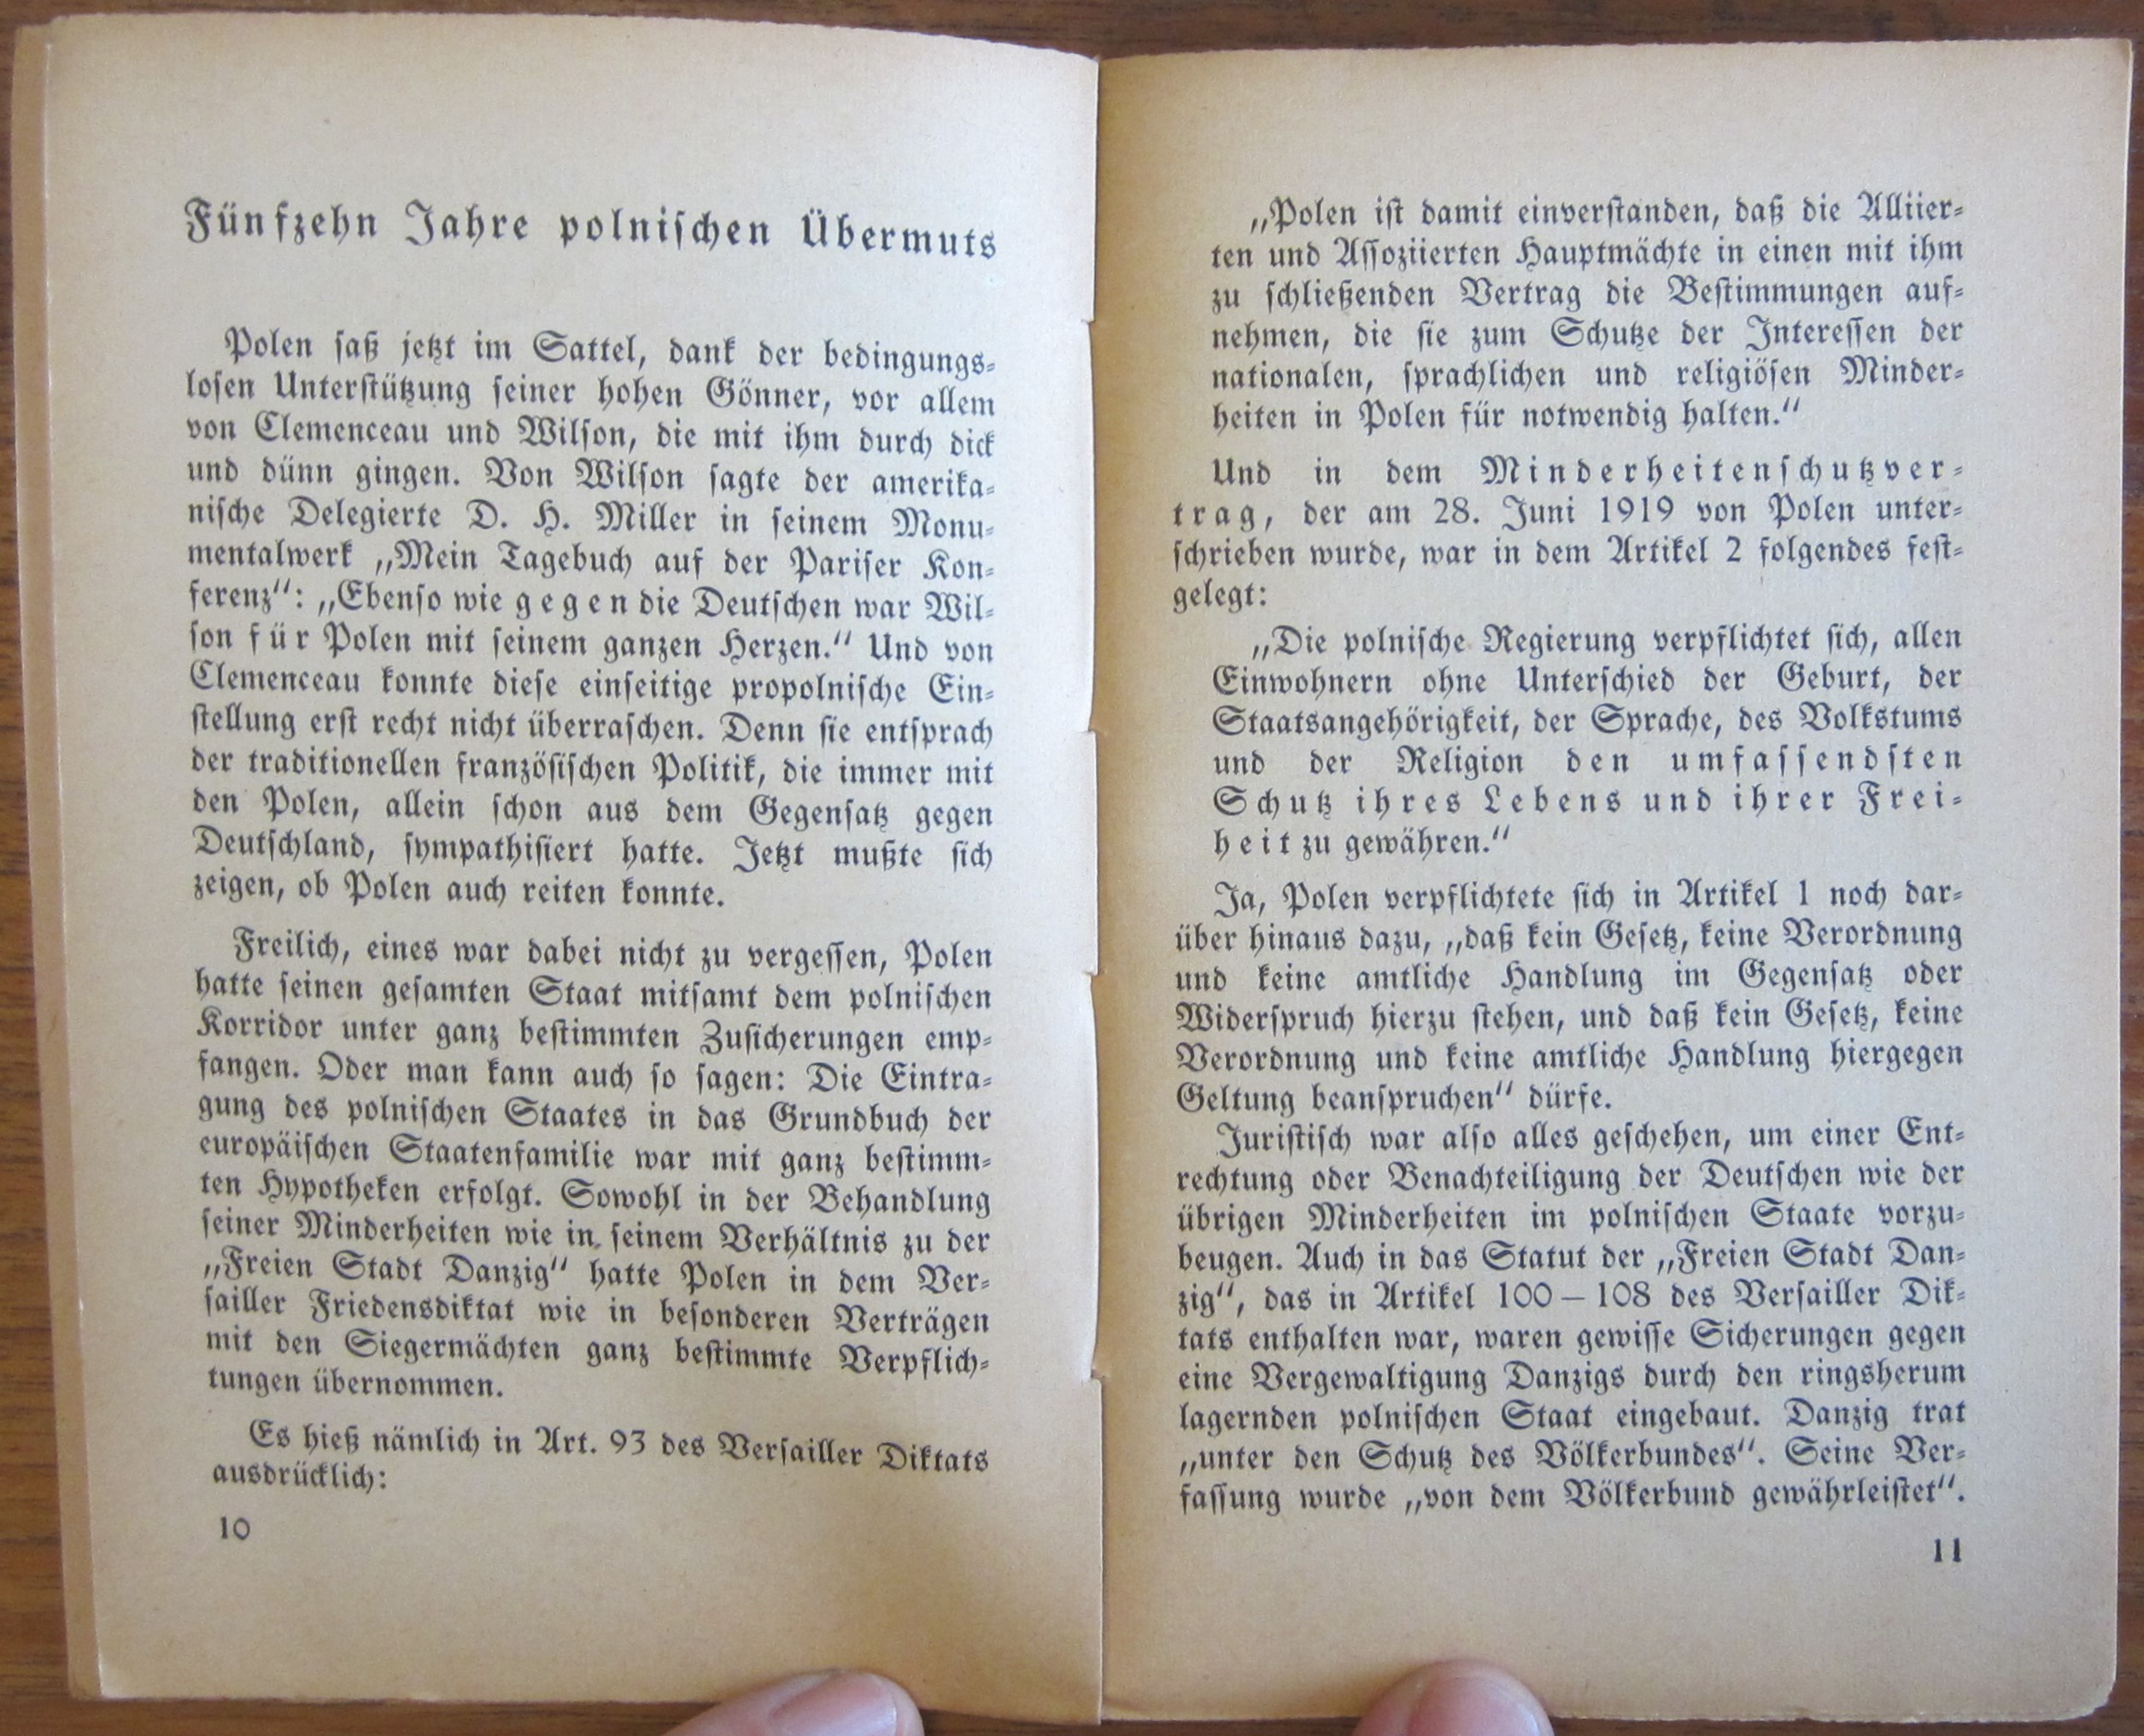 Fünfzehn Jahre polnischen Übermuts
Polen saß jetzt im Sattel, dank der bedingungs-
losen Unterstützung seiner hohen Gönner, vor allem
von Clemenceau und Wilson, die mit ihm durch dick
und dünn gingen. Von Wilson sagte der amerika-
nische Delegierte D. H. Miller in seinem Monu-
mentalwerk „Mein Tagebuch auf der Pariser Kon-
ferenz“: „Ebenso wie gegen die Deutschen war Wil-
son für Polen mit seinem ganzen Herzen.“ Und von
Clemenceau konnte diese einseitige propolnische Ein-
stellung erst recht nicht überraschen. Denn sie entsprach
der traditionellen französischen Politik, die immer mit
den Polen, allein schon aus dem Gegensatz gegen
Deutschland, sympathisiert hatte. Jetzt mußte sich
zeigen, ob Polen auch reiten konnte.
Freilich, eines war dabei nicht zu vergessen, Polen
hatte seinen gesamten Staat mitsamt dem polnischen
Korridor unter ganz bestimmten Zusicherungen emp-
fangen. Oder man kann auch so sagen: Die Eintra-
gung des polnischen Staates in das Grundbuch der
europäischen Staatenfamilie war mit ganz bestimm-
ten Hypotheken erfolgt. Sowohl in der Behandlung
seiner Minderheiten wie in seinem Verhältnis zu der
„Freien Stadt Danzig“ hatte Polen in dem Ver-
sailler Friedensdiktat wie in besonderen Verträgen
mit den Siegermächten ganz bestimmte Verpflich-
tungen übernommen.
Es hieß nämlich in Art. 93 des Versailler Diktats
ausdrücklich:
10
„Polen ist damit einverstanden, daß die Alliier-
ten und Assoziierten Hauptmächte in einen mit ihm
zu schließenden Vertrag die Bestimmungen auf-
nehmen, die sie zum Schutze der Interessen der
nationalen, sprachlichen und religiösen Minder-
heiten in Polen für notwendig halten.“
Und in dem Minderheitenschutzver-
trag, der am 28. Juni 1919 von Polen unter-
schrieben wurde, war in dem Artikel 2 folgendes fest-
gelegt:
„Die polnische Regierung verpflichtet sich, allen
Einwohnern ohne Unterschied der Geburt, der
Staatsangehörigkeit, der Sprache, des Volkstums
und der Religion den umfassendsten
Schutz ihres Lebens und ihrer Frei-
heit zu gewähren.“
Ja, Polen verpflichtete sich in Artikel 1 noch dar-
über hinaus dazu, „daß kein Gesetz, keine Verordnung
und keine amtliche Handlung im Gegensatz oder
Widerspruch hierzu stehen, und daß kein Gesetz, keine
Verordnung und keine amtliche Handlung hiergegen
Geltung beanspruchen“ dürfe.
Juristisch war also alles geschehen, um einer Ent-
rechtung oder Benachteiligung der Deutschen wie der
übrigen Minderheiten im polnischen Staate vorzu-
beugen. Auch in das Statut der „Freien Stadt Dan-
zig“, das in Artikel 100 – 108 des Versailler Dik-
tats enthalten war, waren gewisse Sicherungen gegen
eine Vergewaltigung Danzigs durch den ringsherum
lagernden polnischen Staat eingebaut. Danzig trat
„unter den Schutz des Völkerbundes“. Seine Ver-
fassung wurde „von dem Völkerbund gewährleistet“.
11